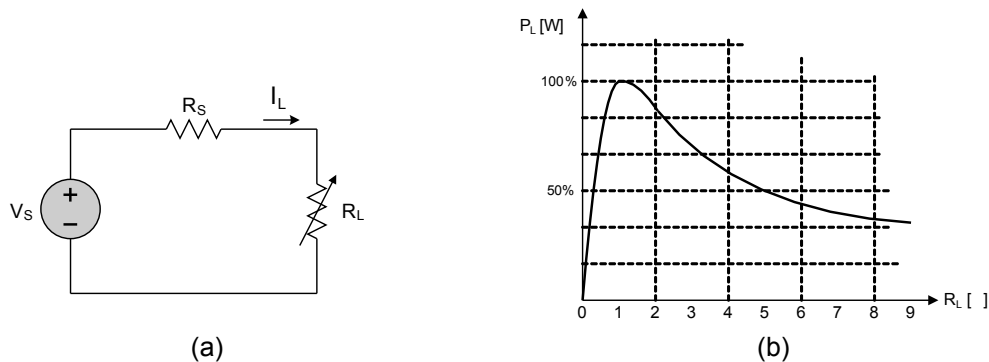 R_S
I_L
V_S
+
−
R_L
(a)
P_L [W]
100%
50%
0 1 2 3 4 5 6 7 8 9
R_L [ ]
(b)